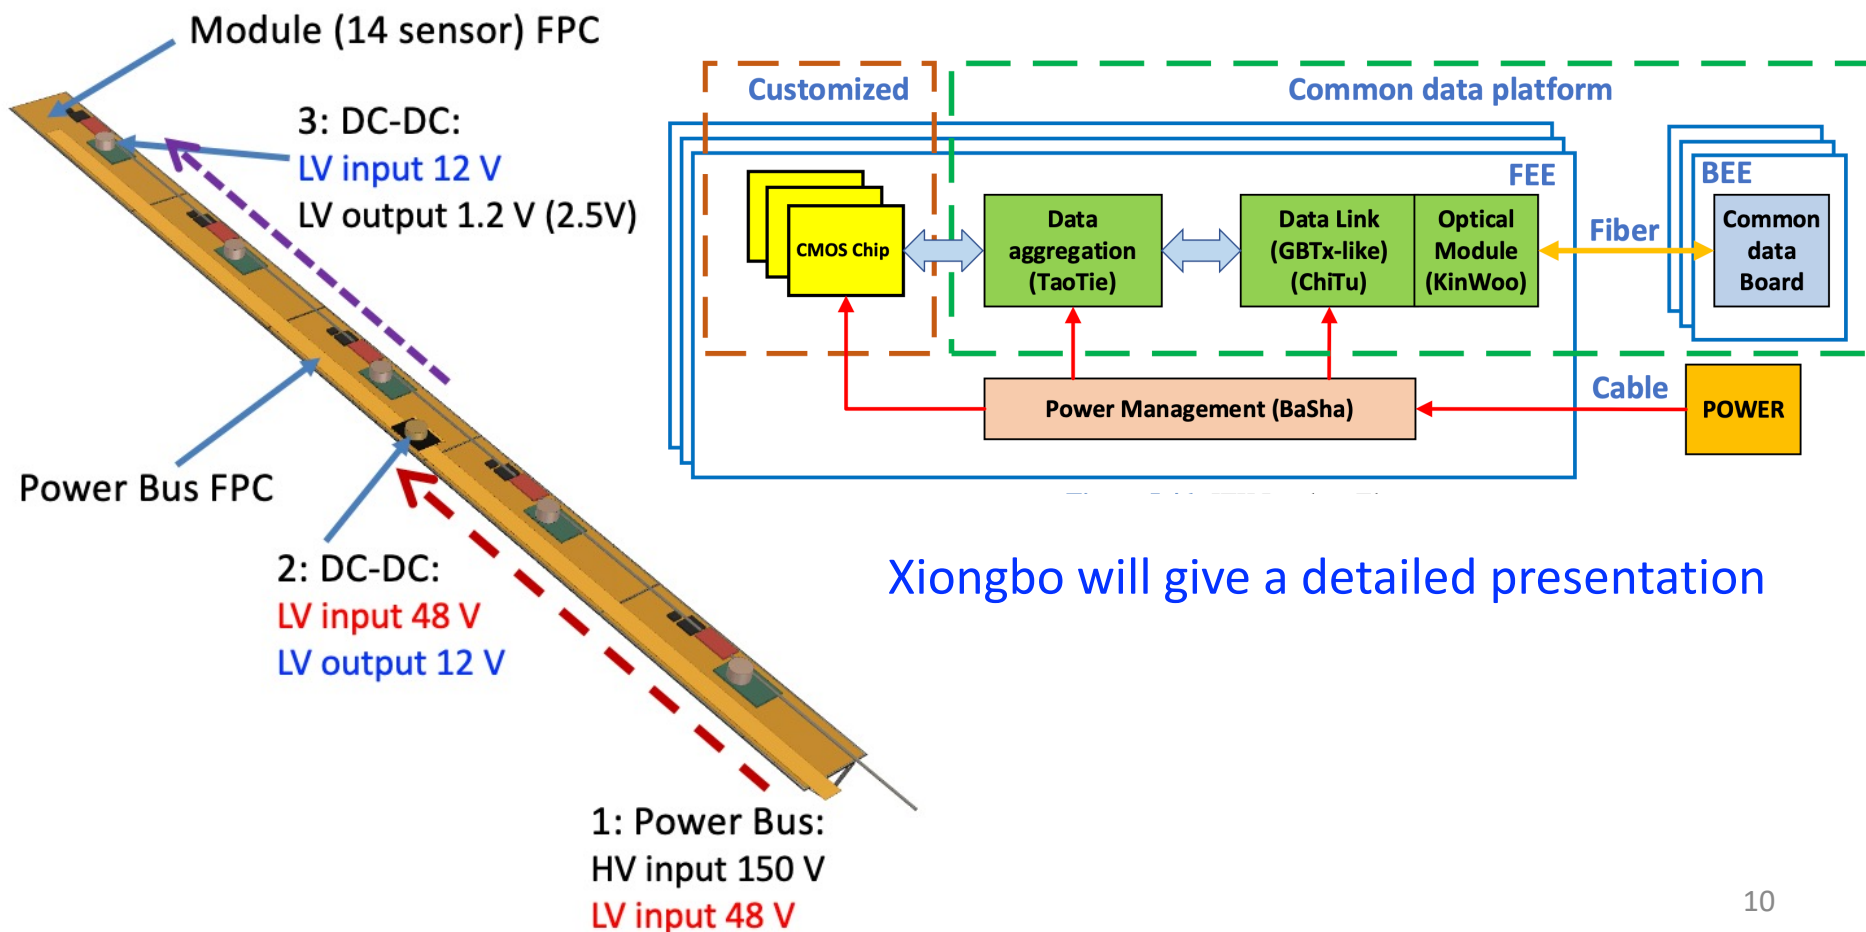 Module (14 sensor) FPC
3: DC-DC:
LV input 12 V
LV output 1.2 V (2.5V)
Power Bus FPC
2: DC-DC:
LV input 48 V
LV output 12 V
1: Power Bus:
HV input 150 V
LV input 48 V
Customized
Common data platform
FEE
BEE
CMOS Chip
Data
aggregation
(TaoTie)
Data Link
(GBTx-like)
(ChiTu)
Optical
Module
(KinWoo)
Fiber
Common
data
Board
Power Management (BaSha)
Cable
POWER
Xiongbo will give a detailed presentation
10